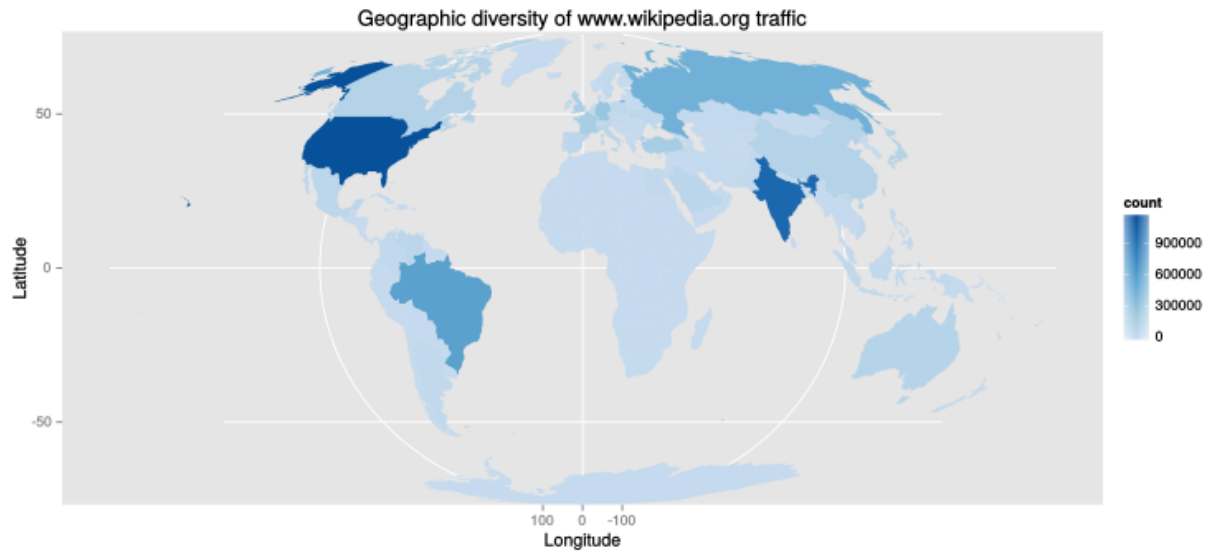 Geographic diversity of www.wikipedia.org traffic
50
0
-50
Latitude
100 0 -100
Longitude
count
900000
600000
300000
0